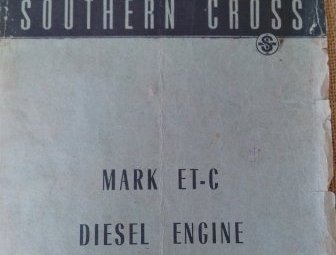 SOUTHERN CROSS
MARK ET-C
DIESEL ENGINE